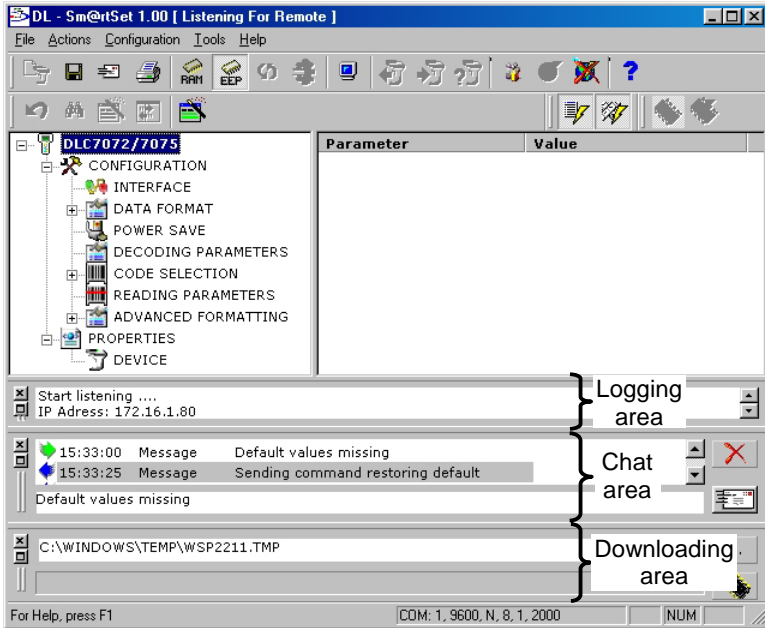 DL - Sm@rtSet 1.00 [ Listening For Remote ]
File Actions Configuration Tools Help
RAM EEP
DLC7072/7075
CONFIGURATION
INTERFACE
DATA FORMAT
POWER SAVE
DECODING PARAMETERS
CODE SELECTION
READING PARAMETERS
ADVANCED FORMATTING
PROPERTIES
DEVICE
Parameter Value
Start listening ....
IP Adress: 172.16.1.80
Logging
area
15:33:00 Message Default values missing
15:33:25 Message Sending command restoring default
Default values missing
Chat
area
C:\WINDOWS\TEMP\WSP2211.TMP
Downloading
area
For Help, press F1 COM: 1, 9600, N, 8, 1, 2000 NUM